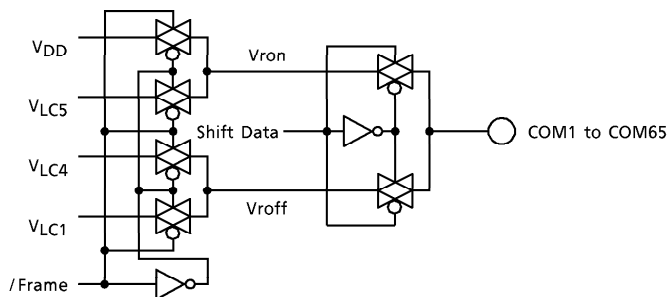 VDD
Vron
VLC5
Shift Data
COM1 to COM65
VLC4
Vroff
VLC1
/Frame